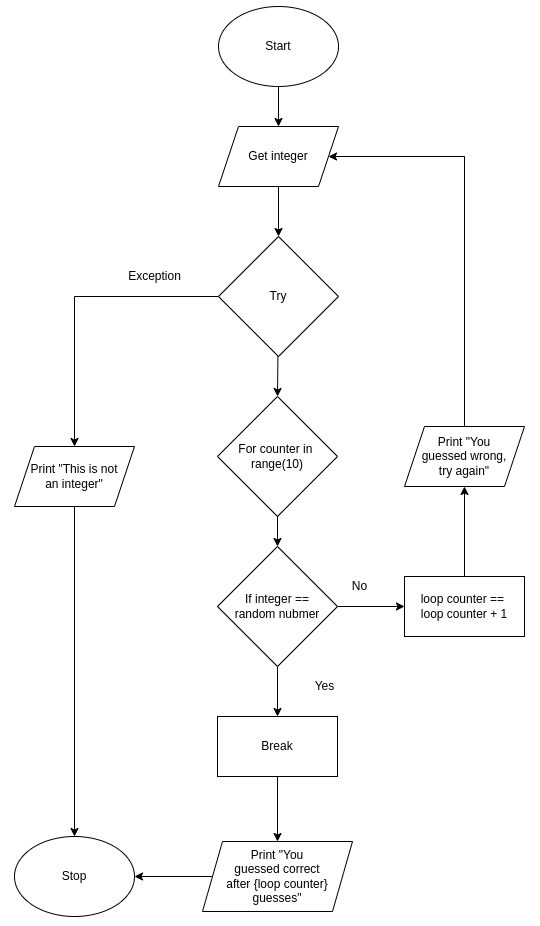 Start
Get integer
Exception
Try
For counter in
range(10)
Print "You
guessed wrong,
try again"
Print "This is not
an integer"
If integer ==
random nubmer
No
loop counter ==
loop counter + 1
Yes
Break
Print "You
guessed correct
after {loop counter}
guesses"
Stop